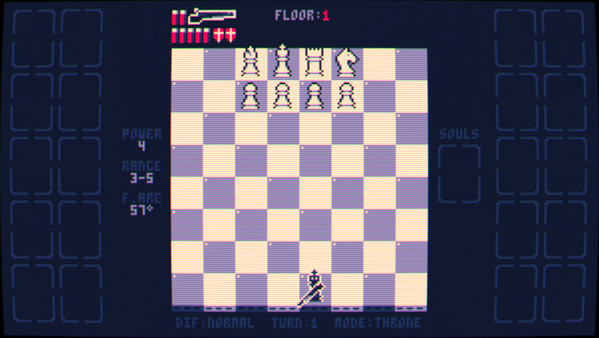 FLOOR:1
POWER
4
RANGE
3-5
F.ARC
57°
SOULS
DIF:NORMAL TURN:1 MODE:THRONE